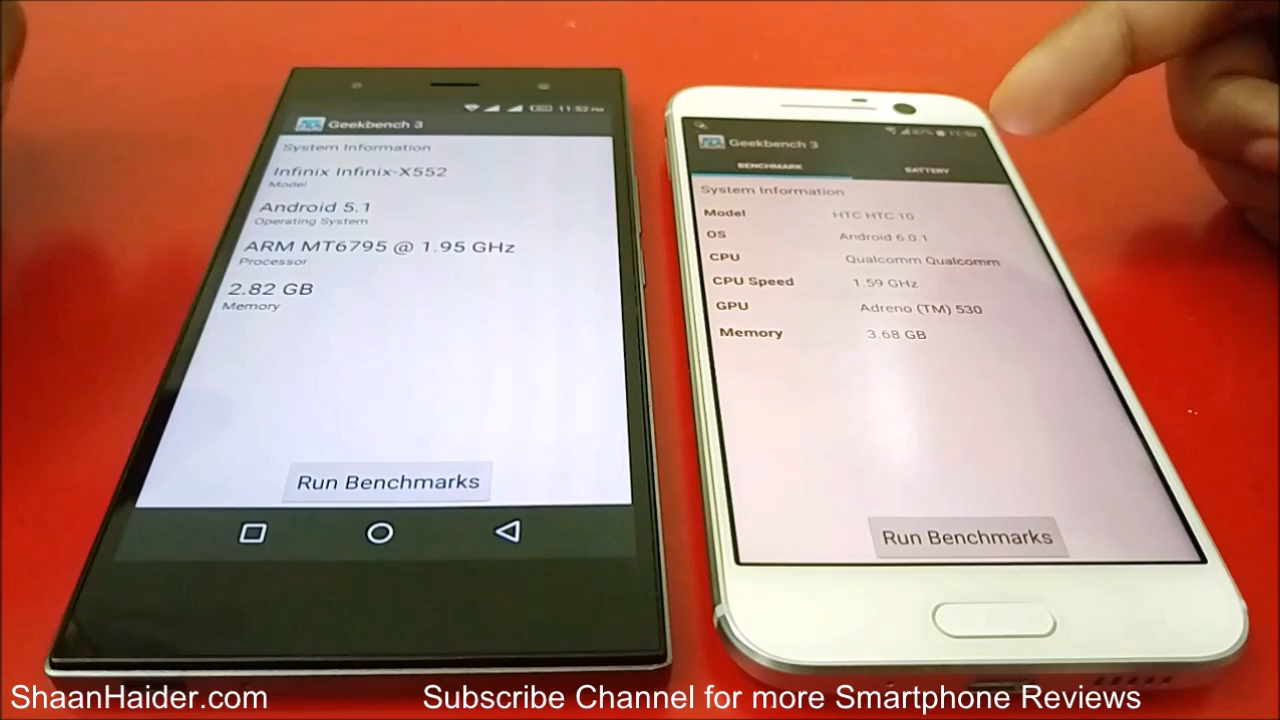 11:52 PM
Geekbench 3
System Information
Infinix Infinix-X552
Model
Android 5.1
Operating System
ARM MT6795 @ 1.95 GHz
Processor
2.82 GB
Memory
Run Benchmarks
Geekbench 3
BENCHMARK BATTERY
System Information
Model HTC HTC 10
OS Android 6.0.1
CPU Qualcomm Qualcomm
CPU Speed 1.59 GHz
GPU Adreno (TM) 530
Memory 3.68 GB
Run Benchmarks
ShaanHaider.com Subscribe Channel for more Smartphone Reviews